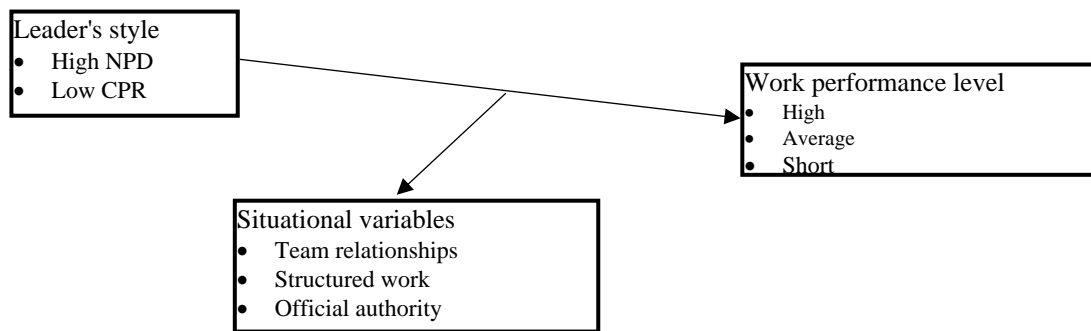 Leader's style
• High NPD
• Low CPR
Work performance level
• High
• Average
• Short
Situational variables
• Team relationships
• Structured work
• Official authority